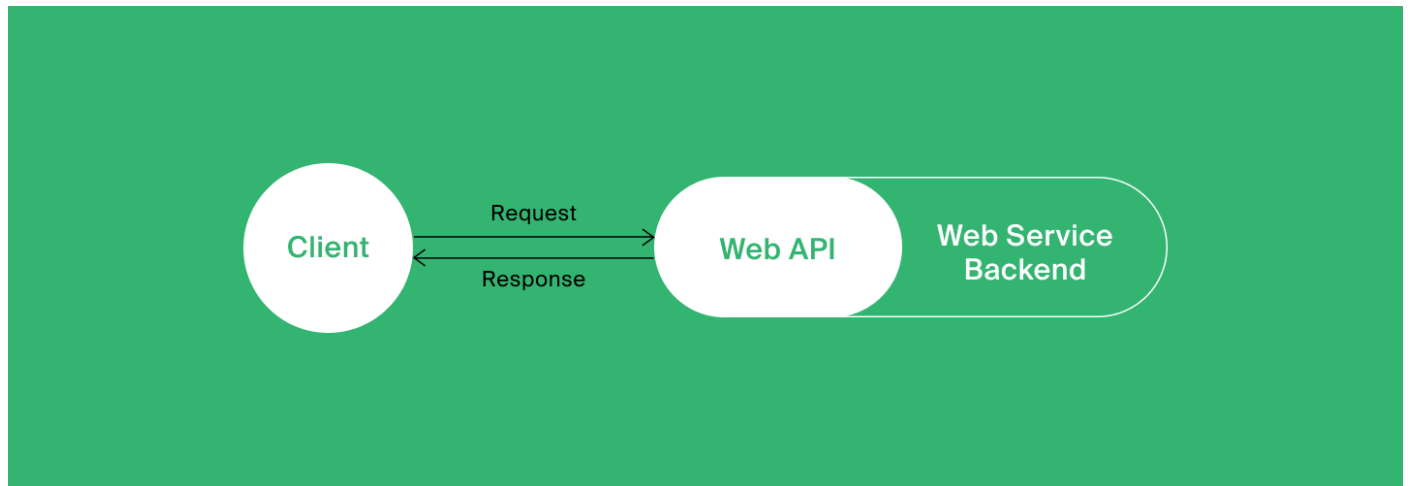 Client
Request
Response
Web API
Web Service
Backend